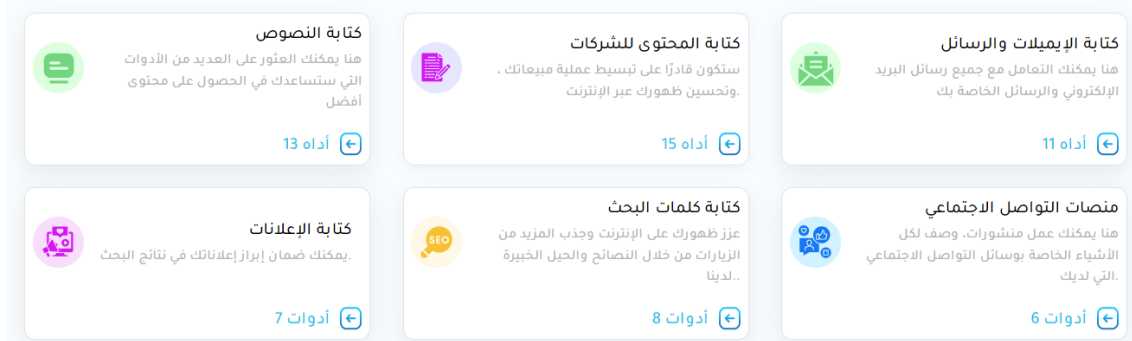 كتابة الإيميلات والرسائل
هنا يمكنك التعامل مع جميع رسائل البريد
الإلكتروني والرسائل الخاصة بك
أداه 11
كتابة المحتوى للشركات
ستكون قادرًا على تبسيط عملية مبيعاتك ،
وتحسين ظهورك عبر الإنترنت.
أداه 15
كتابة النصوص
هنا يمكنك العثور على العديد من الأدوات
التي ستساعدك في الحصول على محتوى
أفضل
أداه 13
منصات التواصل الاجتماعي
هنا يمكنك عمل منشورات، وصف لكل
الأشياء الخاصة بوسائل التواصل الاجتماعي
التي لديك.
أدوات 6
كتابة كلمات البحث
عزز ظهورك على الإنترنت وجذب المزيد من
الزيارات من خلال النصائح والحيل الخبيرة
لدينا..
SEO
أدوات 8
كتابة الإعلانات
يمكنك ضمان إبراز إعلاناتك في نتائج البحث.
أدوات 7